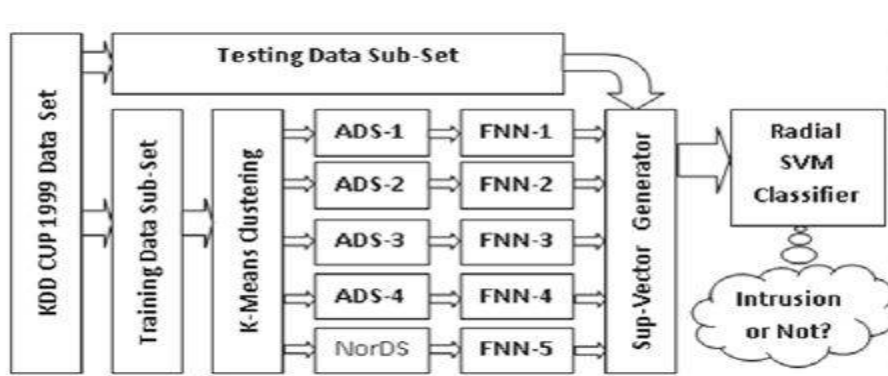 KDD CUP 1999 Data Set
Testing Data Sub-Set
Training Data Sub-Set
K-Means Clustering
ADS-1
FNN-1
ADS-2
FNN-2
ADS-3
FNN-3
ADS-4
FNN-4
NorDS
FNN-5
Sup-Vector Generator
Radial
SVM
Classifier
Intrusion
or Not?